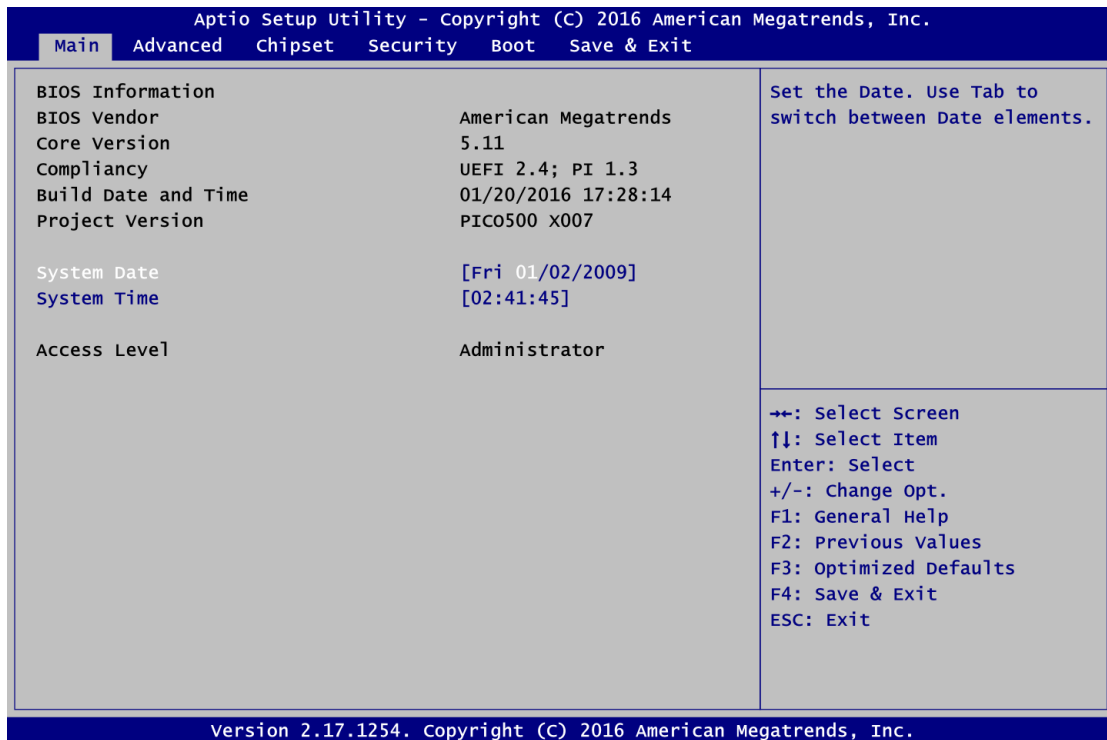 Aptio Setup Utility - Copyright (C) 2016 American Megatrends, Inc.
Main Advanced Chipset Security Boot Save & Exit
BIOS Information
BIOS Vendor American Megatrends
Core Version 5.11
Compliancy UEFI 2.4; PI 1.3
Build Date and Time 01/20/2016 17:28:14
Project Version PICO500 X007
System Date [Fri 01/02/2009]
System Time [02:41:45]
Access Level Administrator
Set the Date. Use Tab to
switch between Date elements.
→←: Select Screen
↑↓: Select Item
Enter: Select
+/-: Change Opt.
F1: General Help
F2: Previous Values
F3: Optimized Defaults
F4: Save & Exit
ESC: Exit
Version 2.17.1254. Copyright (C) 2016 American Megatrends, Inc.